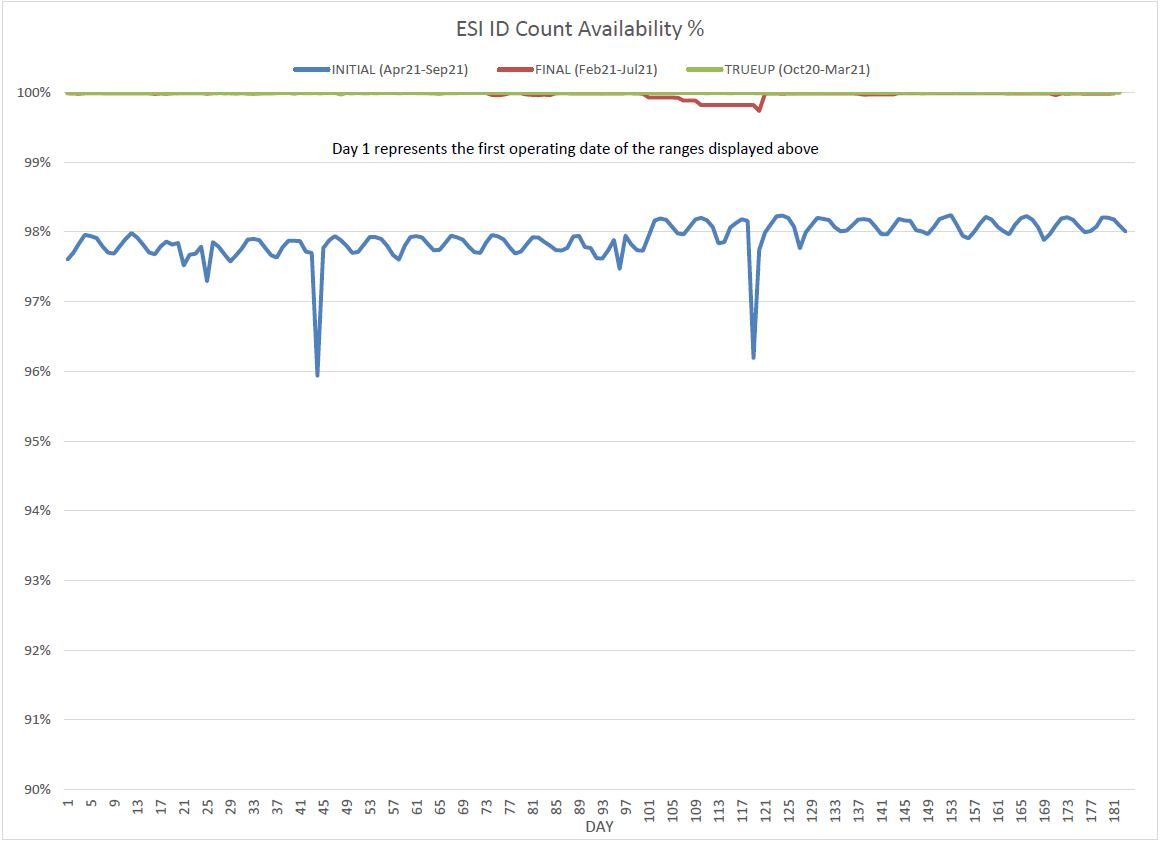 ESI ID Count Availability %
INITIAL (Apr21-Sep21) FINAL (Feb21-Jul21) TRUEUP (Oct20-Mar21)
100%
Day 1 represents the first operating date of the ranges displayed above
99%
98%
97%
96%
95%
94%
93%
92%
91%
90%
1 5 9 13 17 21 25 29 33 37 41 45 49 53 57 61 65 69 73 77 81 85 89 93 97 101 105 109 113 117 121 125 129 133 137 141 145 149 153 157 161 165 169 173 177 181
DAY